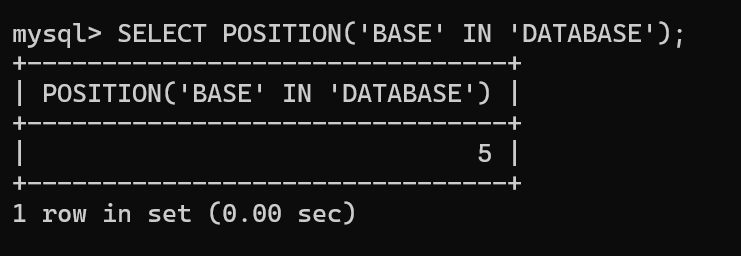 mysql> SELECT POSITION('BASE' IN 'DATABASE');
+--------------------------------+
| POSITION('BASE' IN 'DATABASE') |
+--------------------------------+
|                              5 |
+--------------------------------+
1 row in set (0.00 sec)